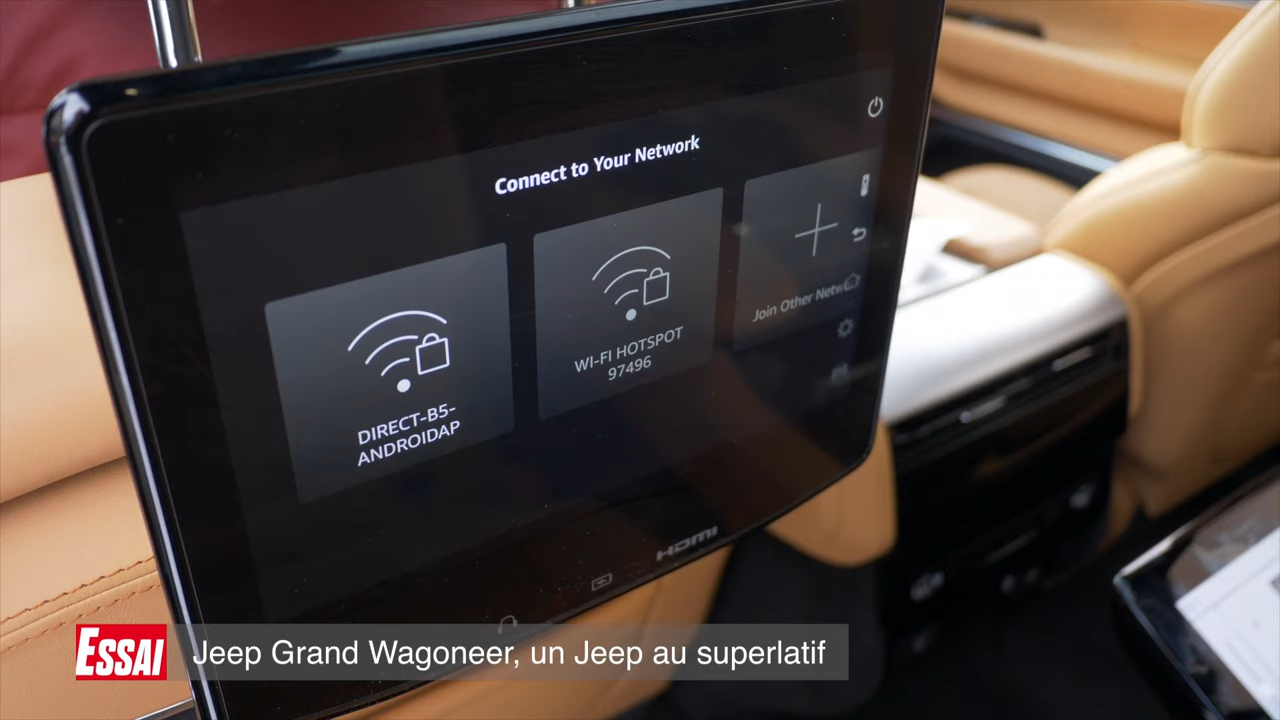 Connect to Your Network
DIRECT-B5-
ANDROIDAP
WI-FI HOTSPOT
97496
Join Other
HDMI
ESSAI
Jeep Grand Wagoneer, un Jeep au superlatif